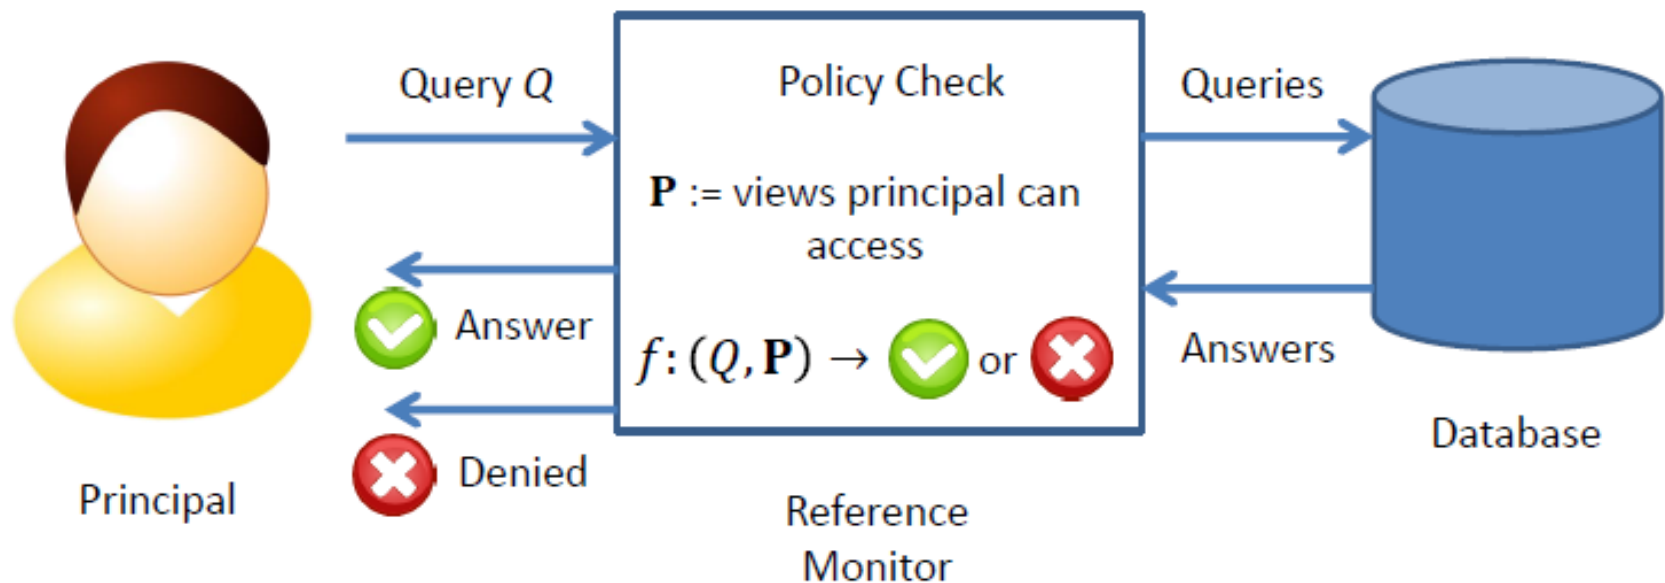 Query Q
Answer
Denied
Principal
Policy Check
𝐏 := views principal can
access
f: (Q, 𝐏) → or
Reference
Monitor
Queries
Answers
Database